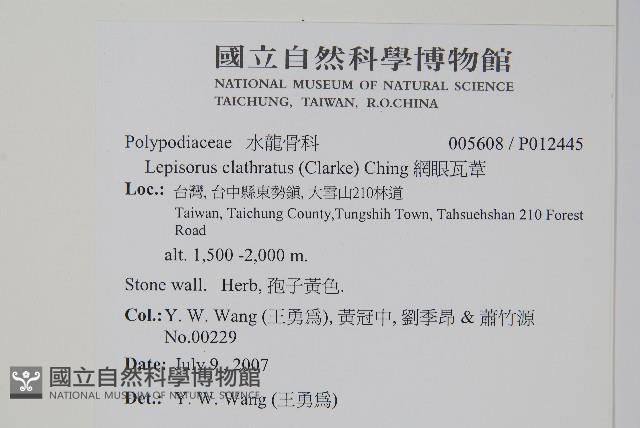 國立自然科學博物館
NATIONAL MUSEUM OF NATURAL SCIENCE
TAICHUNG, TAIWAN, R.O.CHINA
Polypodiaceae 水龍骨科 005608 / P012445
Lepisorus clathratus (Clarke) Ching 網眼瓦葦
Loc.: 台灣, 台中縣東勢鎮, 大雪山210林道
Taiwan, Taichung County,Tungshih Town, Tahsuehshan 210 Forest
Road
alt. 1,500 -2,000 m.
Stone wall. Herb, 孢子黃色.
Col.: Y. W. Wang (王勇為), 黃冠中, 劉季昂 & 蕭竹源
No.00229
Date: July 9, 2007
國立自然科學博物館
NATIONAL MUSEUM OF NATURAL SCIENCE
Det.: Y. W. Wang (王勇為)